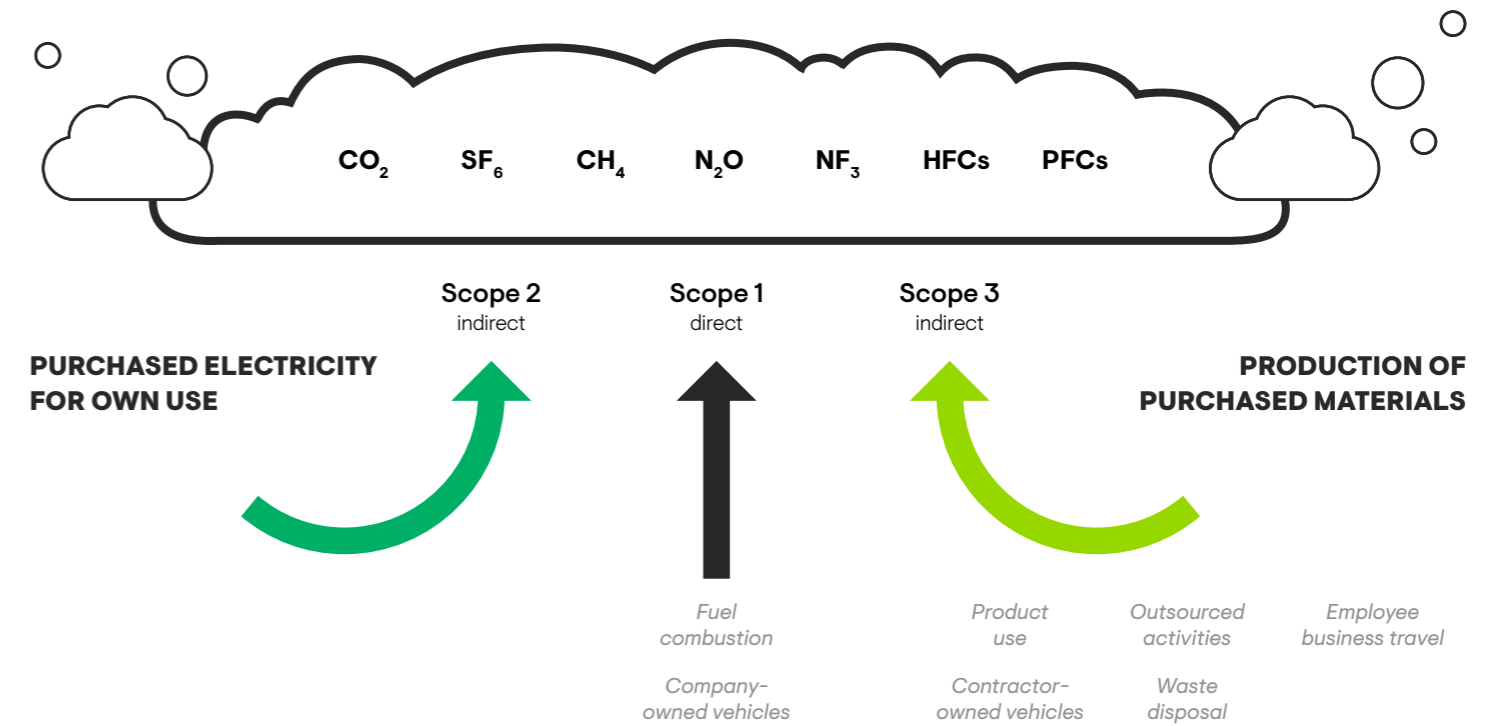 CO₂ SF₆ CH₄ N₂O NF₃ HFCs PFCs
Scope 2
indirect
Scope 1
direct
Scope 3
indirect
PURCHASED ELECTRICITY
FOR OWN USE
PRODUCTION OF
PURCHASED MATERIALS
Fuel
combustion
Company-
owned vehicles
Product
use
Outsourced
activities
Employee
business travel
Contractor-
owned vehicles
Waste
disposal